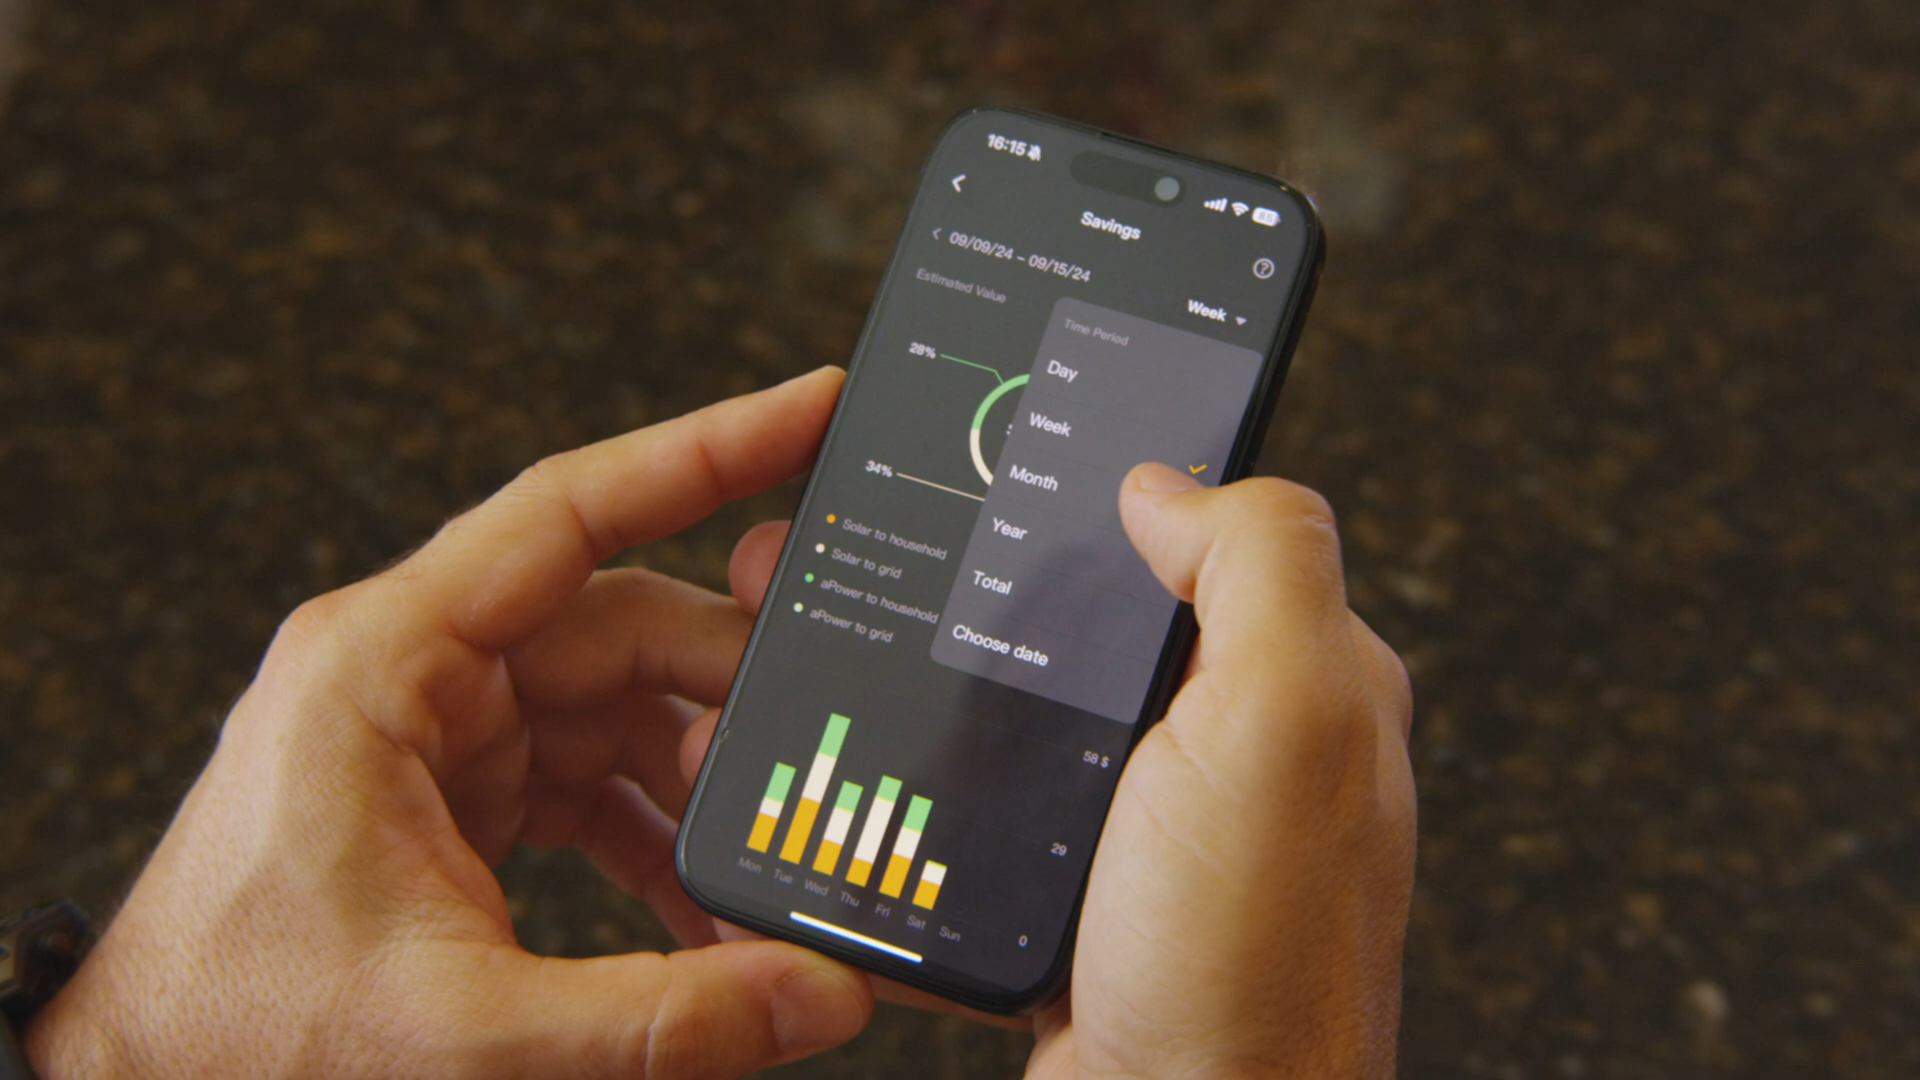 16:15
85
Savings
09/09/24 – 09/15/24
Estimated Value
Week
Time Period
Day
Week
Month
Year
Total
Choose date
28%
34%
Solar to household
Solar to grid
aPower to household
aPower to grid
58 $
29
0
Mon Tue Wed Thu Fri Sat Sun